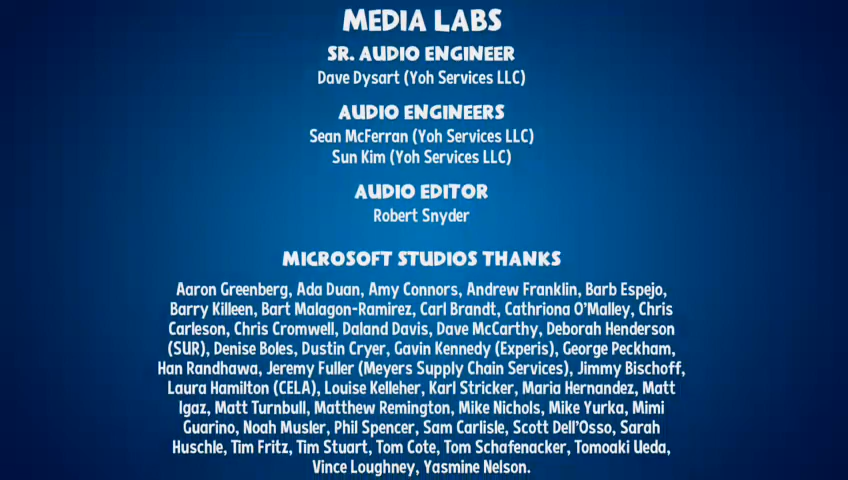 MEDIA LABS
SR. AUDIO ENGINEER
Dave Dysart (Yoh Services LLC)
AUDIO ENGINEERS
Sean McFerran (Yoh Services LLC)
Sun Kim (Yoh Services LLC)
AUDIO EDITOR
Robert Snyder
MICROSOFT STUDIOS THANKS
Aaron Greenberg, Ada Duan, Amy Connors, Andrew Franklin, Barb Espejo,
Barry Killeen, Bart Malagon-Ramirez, Carl Brandt, Cathriona O'Malley, Chris
Carleson, Chris Cromwell, Daland Davis, Dave McCarthy, Deborah Henderson
(SUR), Denise Boles, Dustin Cryer, Gavin Kennedy (Experis), George Peckham,
Han Randhawa, Jeremy Fuller (Meyers Supply Chain Services), Jimmy Bischoff,
Laura Hamilton (CELA), Louise Kelleher, Karl Stricker, Maria Hernandez, Matt
Igaz, Matt Turnbull, Matthew Remington, Mike Nichols, Mike Yurka, Mimi
Guarino, Noah Musler, Phil Spencer, Sam Carlisle, Scott Dell'Osso, Sarah
Huschle, Tim Fritz, Tim Stuart, Tom Cote, Tom Schafenacker, Tomoaki Ueda,
Vince Loughney, Yasmine Nelson.